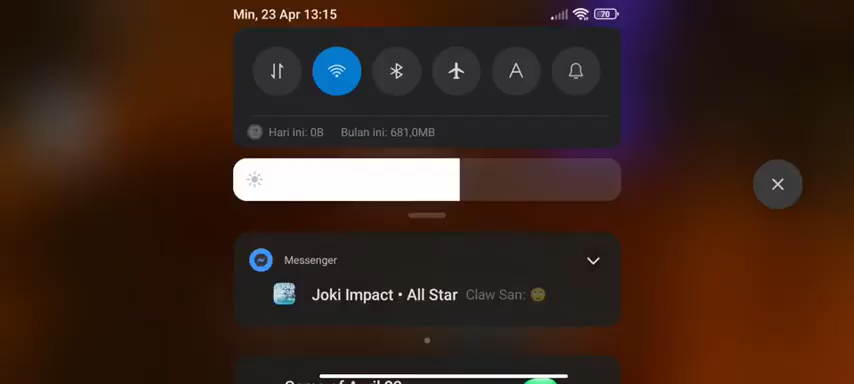 Min, 23 Apr 13:15
70
A
Hari ini: 0B Bulan ini: 681,0MB
Messenger
Joki Impact • All Star Claw San: